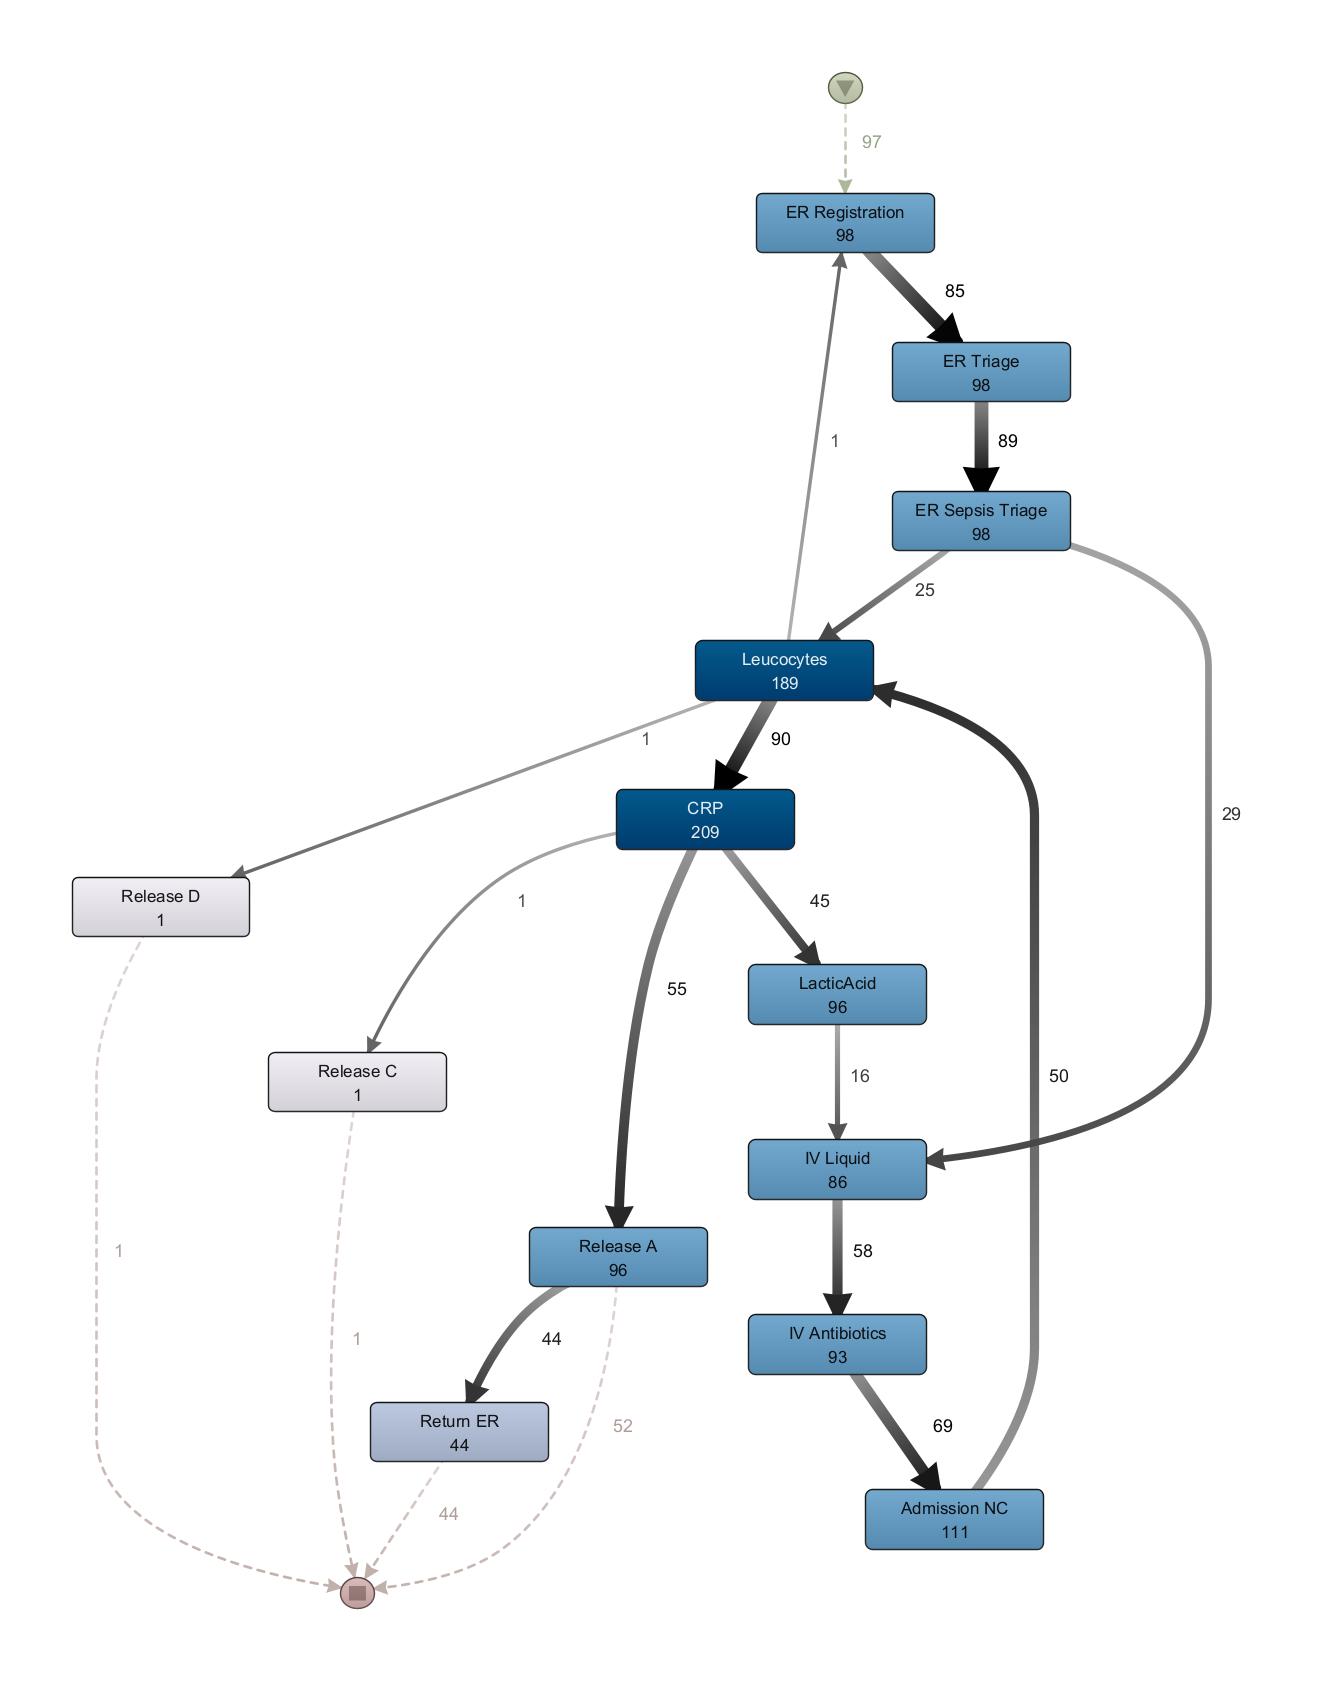 97
ER Registration
98
85
ER Triage
98
1
89
ER Sepsis Triage
98
25
Leucocytes
189
1
90
CRP
209
29
Release D
1
1
45
55
LacticAcid
96
Release C
1
16
50
IV Liquid
86
Release A
96
1
58
IV Antibiotics
93
1
44
Return ER
44
52
69
44
Admission NC
111